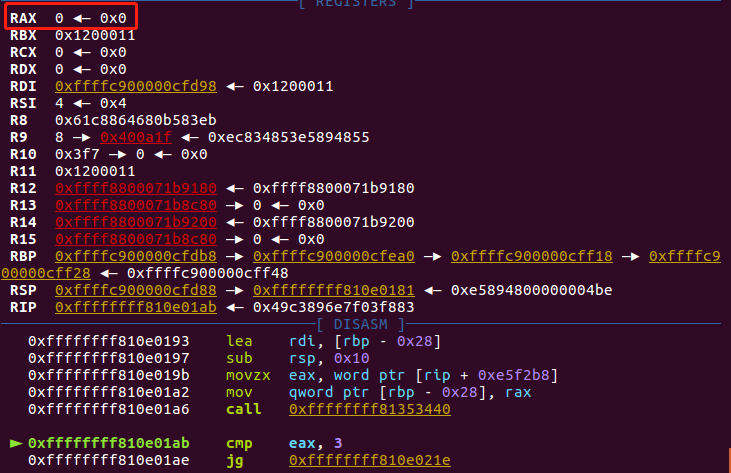 [ REGISTERS ]
RAX 0 ◂— 0x0
RBX 0x1200011
RCX 0 ◂— 0x0
RDX 0 ◂— 0x0
RDI 0xffffc900000cfd98 ◂— 0x1200011
RSI 4 ◂— 0x4
R8 0x61c8864680b583eb
R9 8 —▸ 0x400a1f ◂— 0xec834853e5894855
R10 0x3f7 —▸ 0 ◂— 0x0
R11 0x1200011
R12 0xffff8800071b9180 ◂— 0xffff8800071b9180
R13 0xffff8800071b8c80 —▸ 0 ◂— 0x0
R14 0xffff8800071b9200 ◂— 0xffff8800071b9200
R15 0xffff8800071b8c80 —▸ 0 ◂— 0x0
RBP 0xffffc900000cfdb8 —▸ 0xffffc900000cfea0 —▸ 0xffffc900000cff18 —▸ 0xffffc9
00000cff28 ◂— 0xffffc900000cff48
RSP 0xffffc900000cfd88 —▸ 0xffffffff810e0181 ◂— 0xe5894800000004be
RIP 0xffffffff810e01ab ◂— 0x49c3896e7f03f883
[ DISASM ]
0xffffffff810e0193 lea rdi, [rbp - 0x28]
0xffffffff810e0197 sub rsp, 0x10
0xffffffff810e019b movzx eax, word ptr [rip + 0xe5f2b8]
0xffffffff810e01a2 mov qword ptr [rbp - 0x28], rax
0xffffffff810e01a6 call 0xffffffff81353440
► 0xffffffff810e01ab cmp eax, 3
0xffffffff810e01ae jg 0xffffffff810e021e